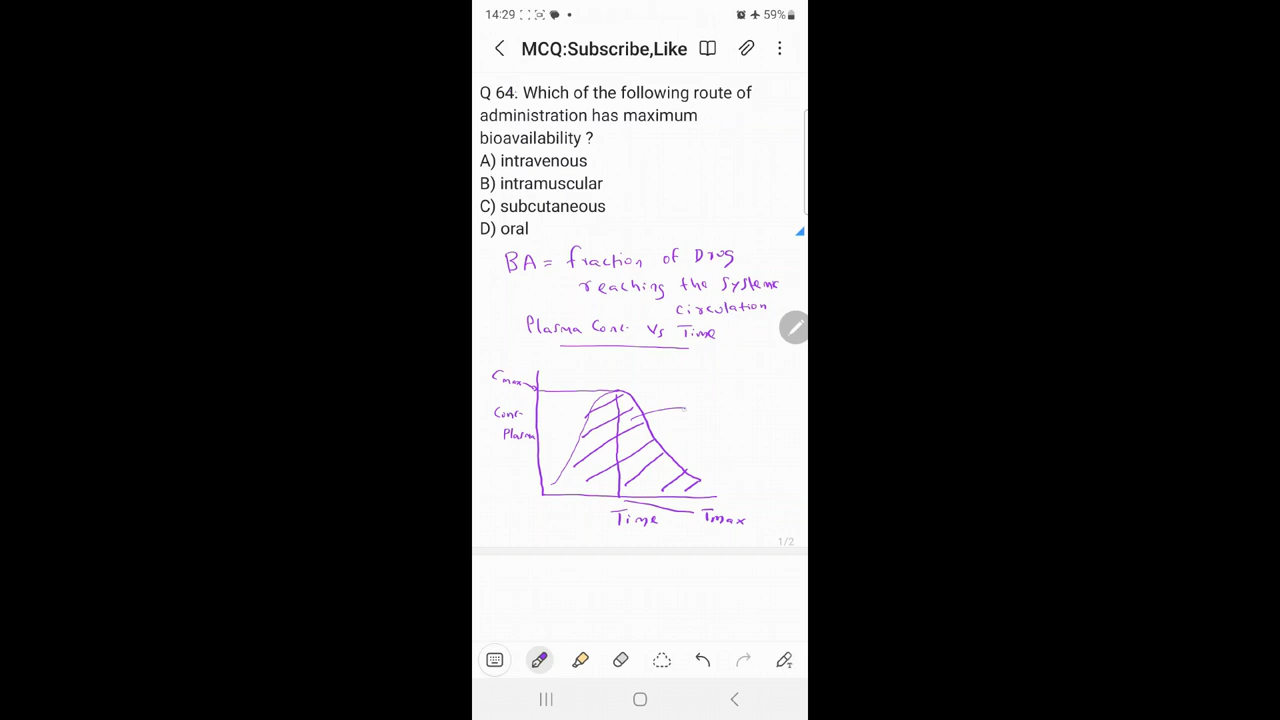 14:29 59%
MCQ:Subscribe,Like
Q 64. Which of the following route of
administration has maximum
bioavailability ?
A) intravenous
B) intramuscular
C) subcutaneous
D) oral
BA = fraction of Drug
reaching the Systemic
circulation
Plasma Conc. Vs Time
Cmax
Conc-
Plasma
Time Tmax
1/2